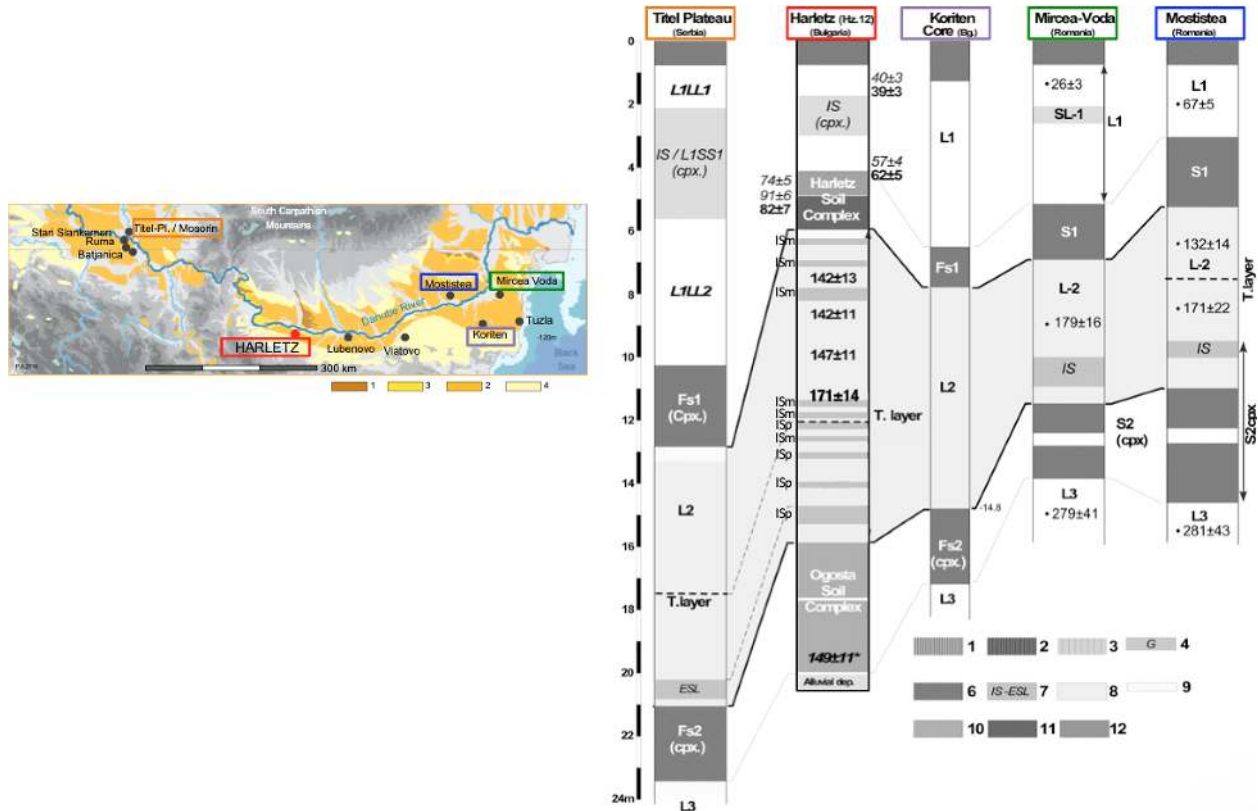 South Carpathian
Mountains
Stari Slankamen
Titel-Pl. / Mosorin
Ruma
Batjanica
Mostistea
Mircea Voda
Danube River
Tuzla
-120m
HARLETZ
Lubenovo
Viatovo
Koriten
Black
Sea
300 km
1
3
2
4
Titel Plateau
(Serbia)
Harletz (Hz.12)
(Bulgaria)
Koriten
Core (Bg.)
Mircea-Voda
(Romania)
Mostistea
(Romania)
0
2
4
6
8
10
12
14
16
18
20
22
24m
L1LL1
IS / L1SS1
(cpx.)
L1LL2
Fs1
(Cpx.)
L2
T.layer
ESL
Fs2
(cpx.)
L3
40±3
39±3
IS
(cpx.)
57±4
62±5
74±5
91±6
82±7
Harletz
Soil
Complex
ISm
ISm
ISm
142±13
142±11
147±11
171±14
ISm
ISm
ISp
ISm
ISp
ISp
ISp
T. layer
Ogosta
Soil
Complex
149±11*
Alluvial dep.
L1
Fs1
L2
-14.8
Fs2
(cpx.)
L3
• 26±3
SL-1
L1
S1
L-2
• 179±16
IS
S2
(cpx)
L3
• 279±41
L1
• 67±5
S1
• 132±14
L-2
• 171±22
T.layer
IS
S2cpx
L3
• 281±43
1
2
3
G 4
6
IS-ESL 7
8
9
10
11
12